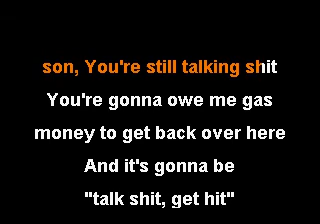 son, You're still talking shit
You're gonna owe me gas
money to get back over here
And it's gonna be
"talk shit, get hit"